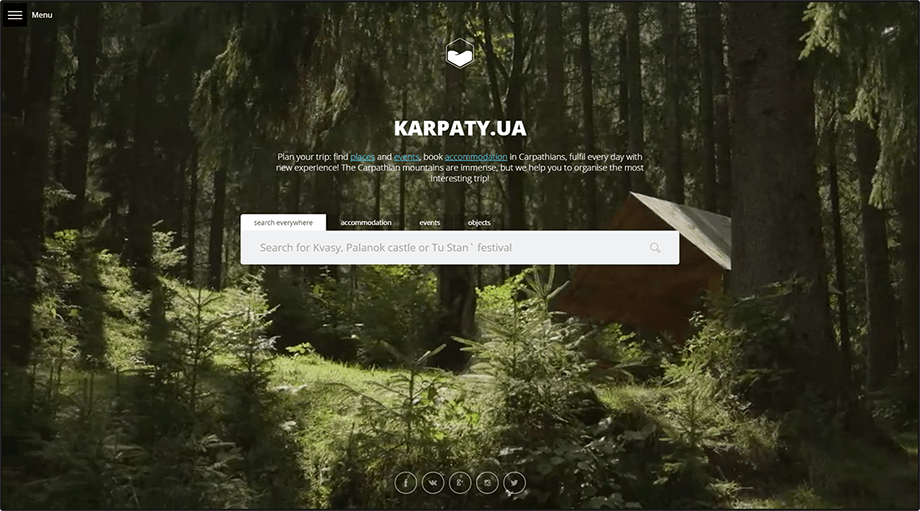 Menu
KARPATY.UA
Plan your trip: find places and events, book accommodation in Carpathians, fulfil every day with
new experience! The Carpathian mountains are immense, but we help you to organise the most
interesting trip!
search everywhere accommodation events objects
Search for Kvasy, Palanok castle or Tu Stan` festival